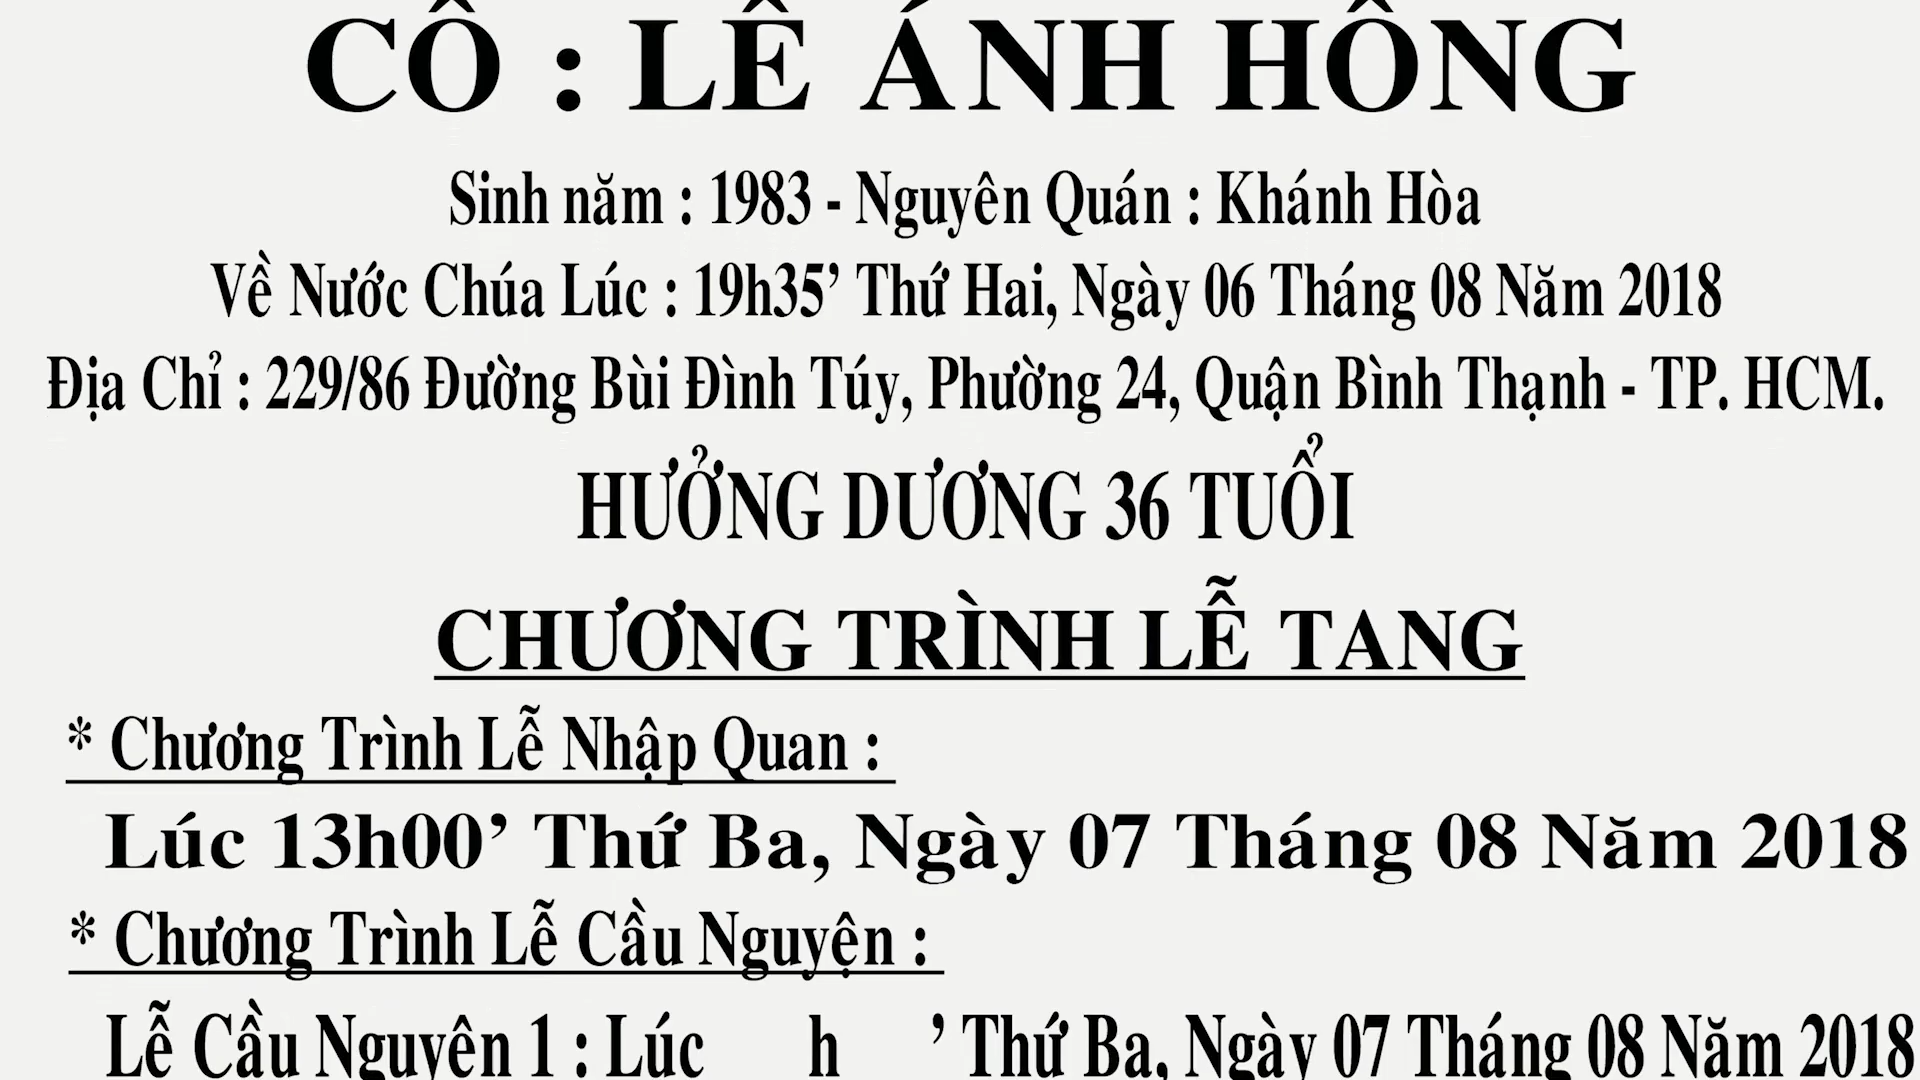 CÔ : LÊ ÁNH HỒNG
Sinh năm : 1983 - Nguyên Quán : Khánh Hòa
Về Nước Chúa Lúc : 19h35’ Thứ Hai, Ngày 06 Tháng 08 Năm 2018
Địa Chỉ : 229/86 Đường Bùi Đình Túy, Phường 24, Quận Bình Thạnh - TP. HCM.
HƯỞNG DƯƠNG 36 TUỔI
CHƯƠNG TRÌNH LỄ TANG
* Chương Trình Lễ Nhập Quan :
Lúc 13h00’ Thứ Ba, Ngày 07 Tháng 08 Năm 2018
* Chương Trình Lễ Cầu Nguyện :
Lễ Cầu Nguyện 1 : Lúc h ’ Thứ Ba, Ngày 07 Tháng 08 Năm 2018